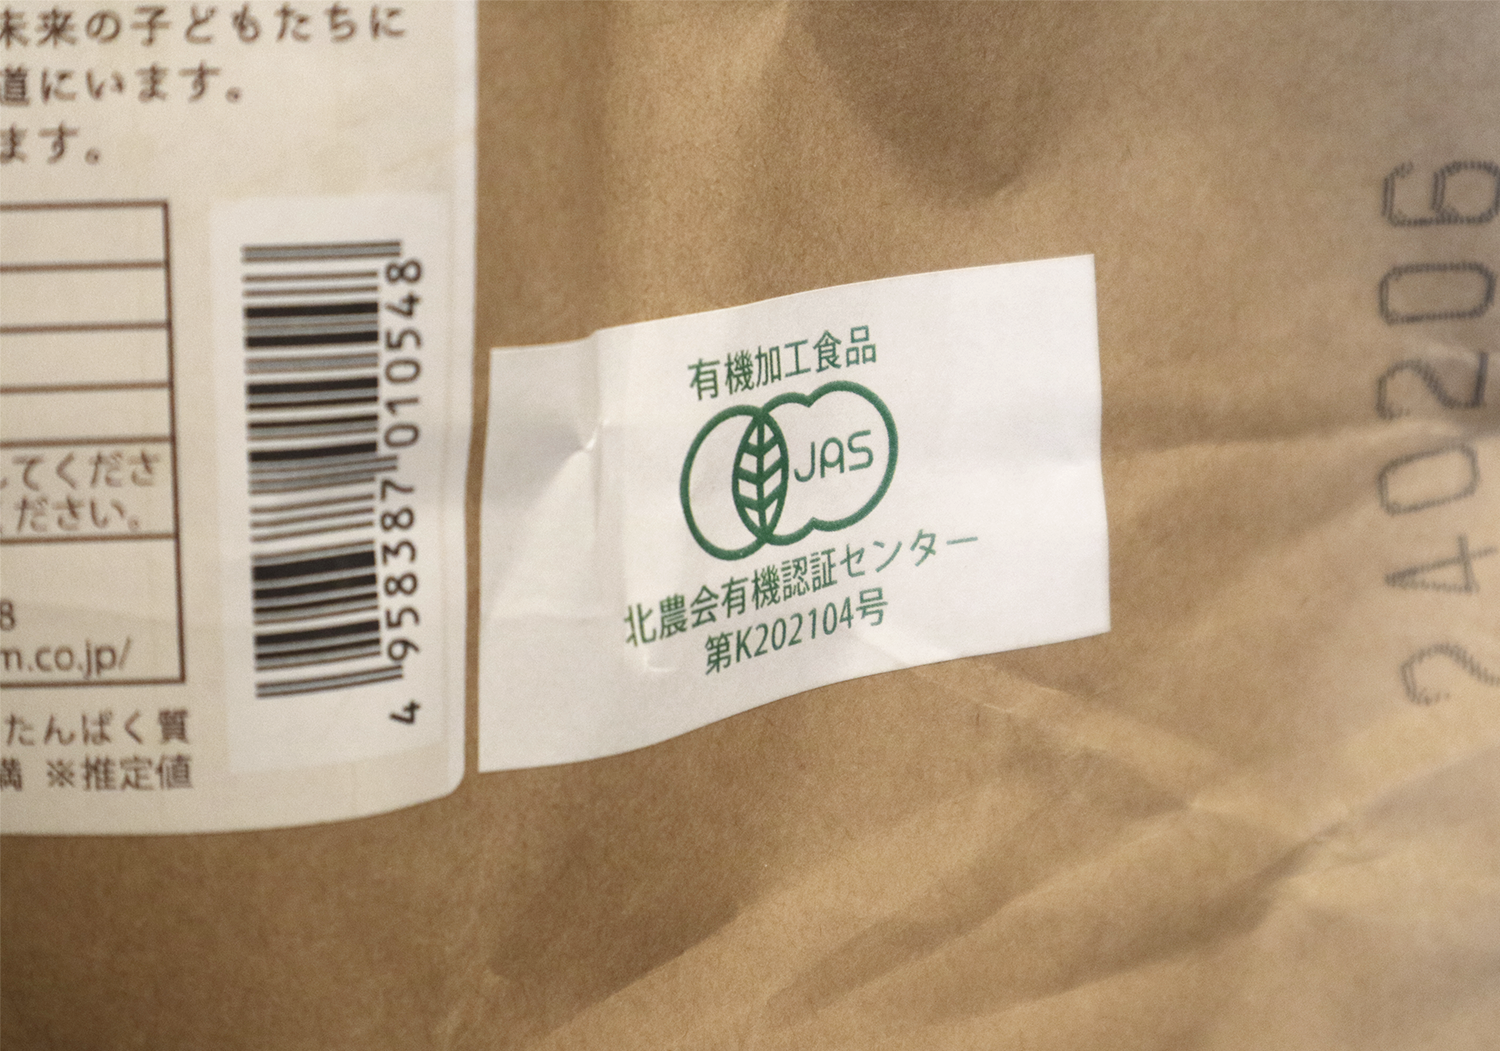 未来の子どもたちに
道にいます。
ます。
してくださ
ください。
8
m.co.jp/
たんぱく質
満 ※推定値
4958387010548
有機加工食品
JAS
北農会有機認証センター
第K202104号
240206